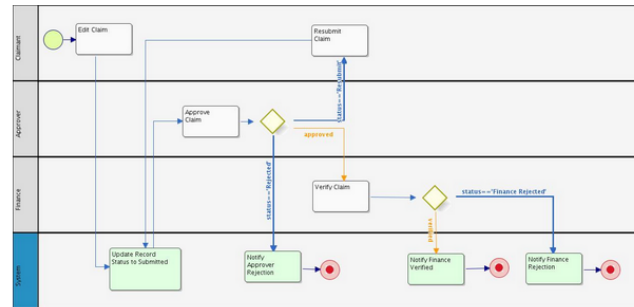 Claimant
Edit Claim
Resubmit
Claim
Approver
Approve
Claim
status=='Resubmit'
approved
status=='Rejected'
Finance
Verify Claim
status=='Finance Rejected'
System
Update Record
Status to Submitted
Notify
Approver
Rejection
Notify Finance
Verified
Notify Finance
Rejection